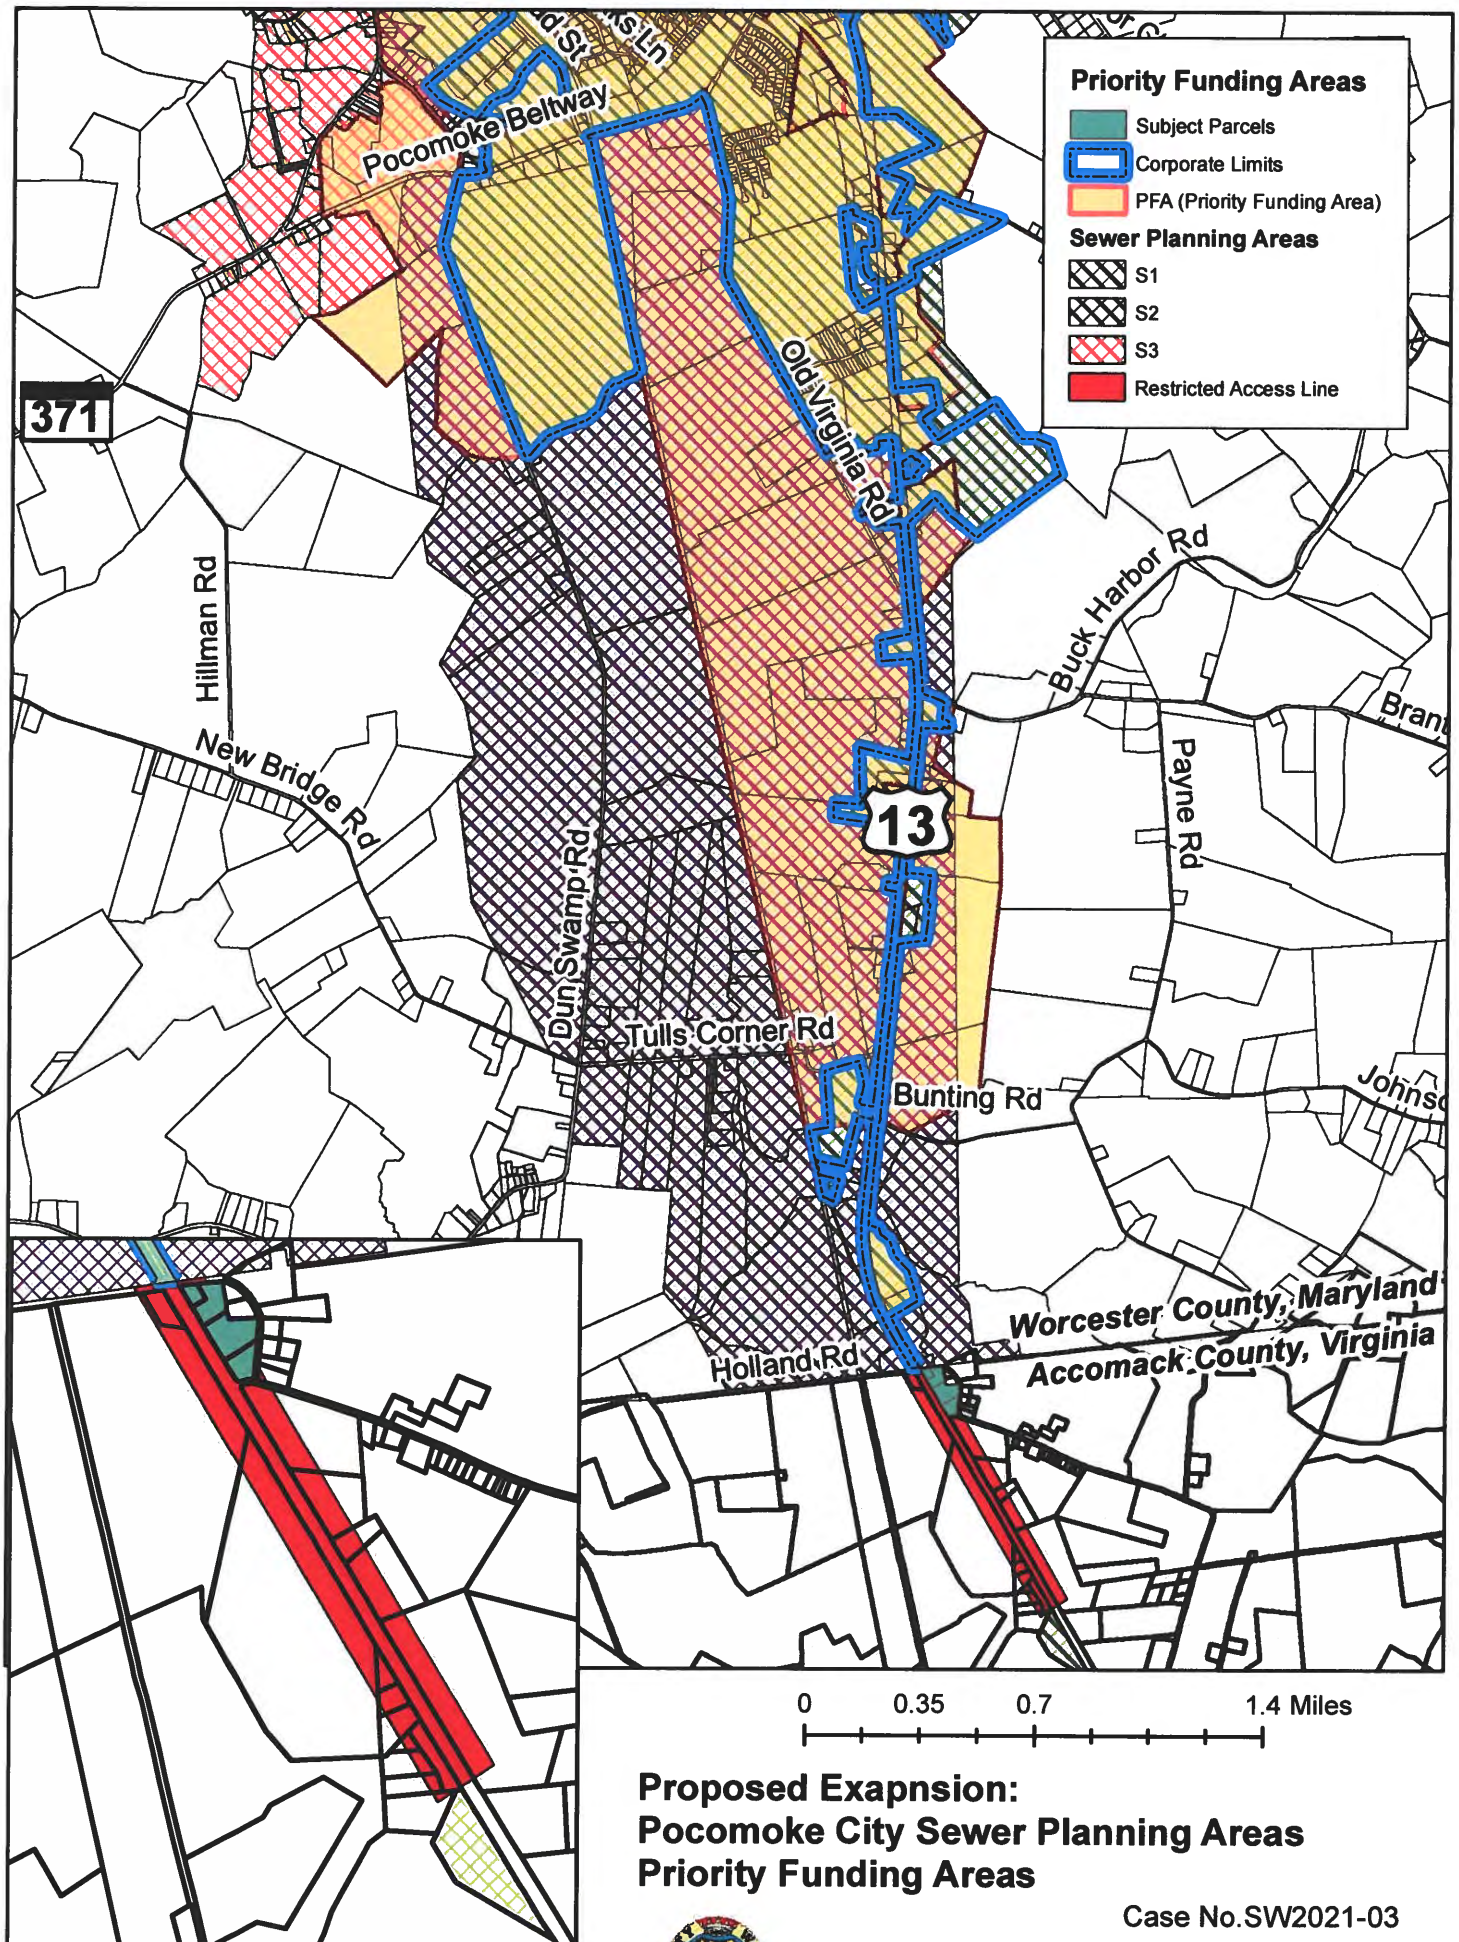 Pocomoke Beltway
Priority Funding Areas
Subject Parcels
Corporate Limits
PFA (Priority Funding Area)
Sewer Planning Areas
S1
S2
S3
Restricted Access Line
371
Old Virginia Rd
Hillman Rd
Buck Harbor Rd
New Bridge Rd
Payne Rd
13
Dun Swamp Rd
Tulls Corner Rd
Bunting Rd
Worcester County, Maryland
Accomack County, Virginia
Holland Rd
0 0.35 0.7 1.4 Miles
Proposed Exapnsion:
Pocomoke City Sewer Planning Areas
Priority Funding Areas
Case No.SW2021-03